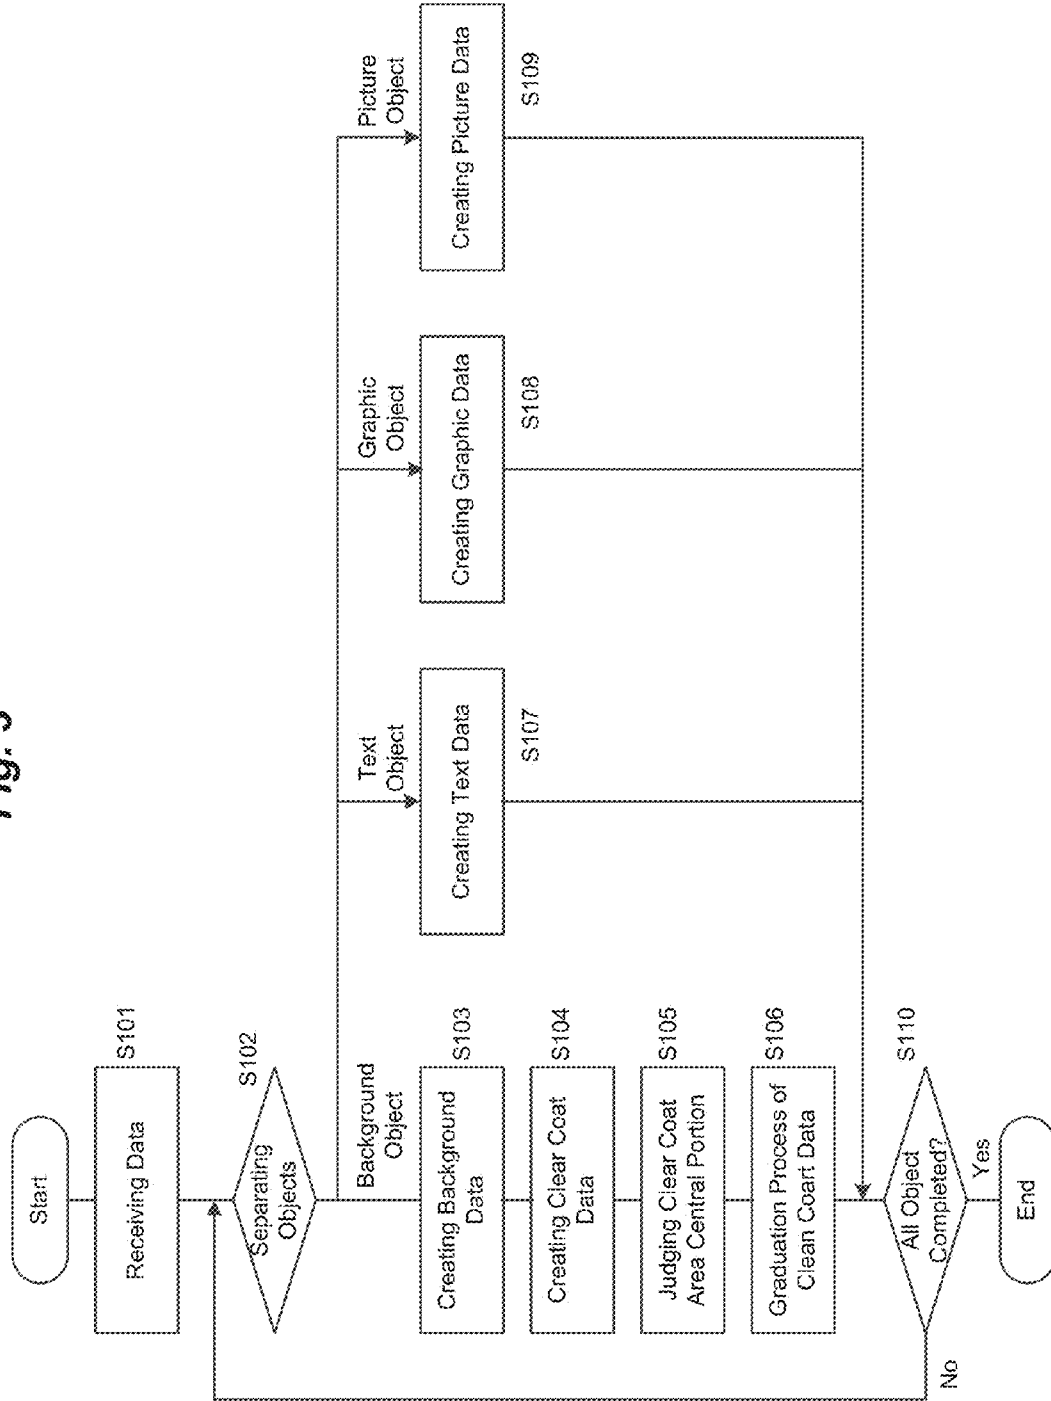 Start
Receiving Data
S101
Separating
Objects
S102
Background
Object
Text
Object
Graphic
Object
Picture
Object
Creating Background
Data
S103
Creating Clear Coat
Data
S104
Judging Clear Coat
Area Central Portion
S105
Graduation Process of
Clean Coart Data
S106
Creating Text Data
S107
Creating Graphic Data
S108
Creating Picture Data
S109
All Object
Completed?
S110
No
Yes
End